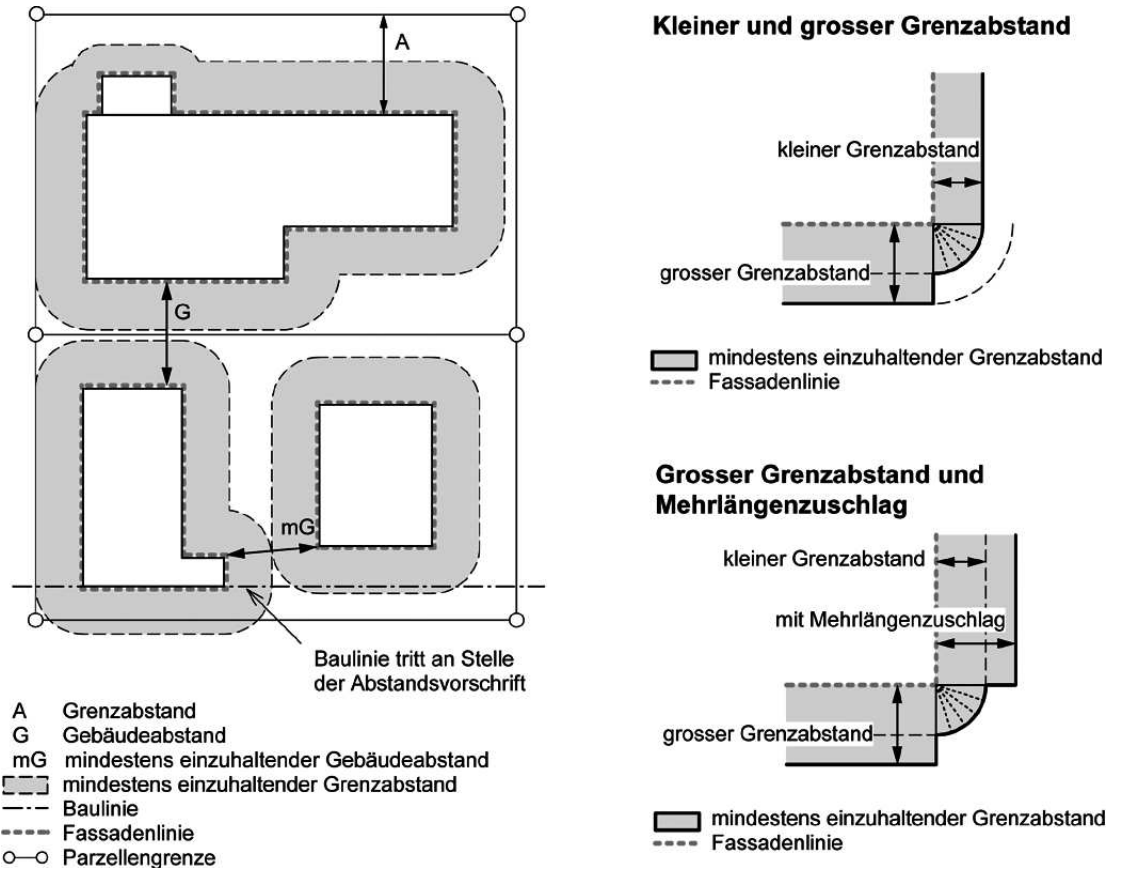 A
G
mG
Baulinie tritt an Stelle
der Abstandsvorschrift
A Grenzabstand
G Gebäudeabstand
mG mindestens einzuhaltender Gebäudeabstand
mindestens einzuhaltender Grenzabstand
Baulinie
Fassadenlinie
Parzellengrenze
Kleiner und grosser Grenzabstand
kleiner Grenzabstand
grosser Grenzabstand
mindestens einzuhaltender Grenzabstand
Fassadenlinie
Grosser Grenzabstand und
Mehrlängenzuschlag
kleiner Grenzabstand
mit Mehrlängenzuschlag
grosser Grenzabstand
mindestens einzuhaltender Grenzabstand
Fassadenlinie